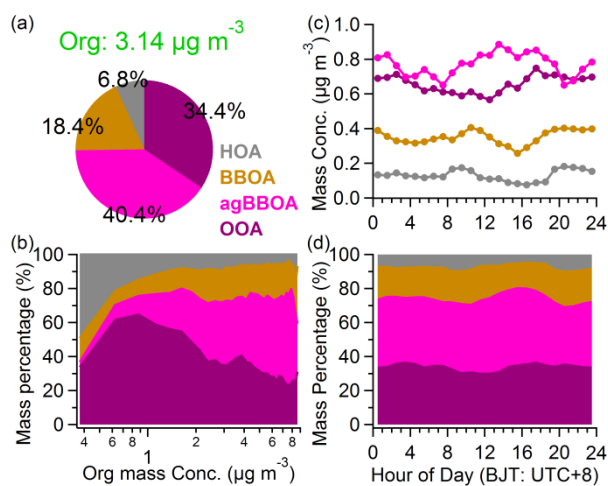 (a)
Org: 3.14 µg m⁻³
6.8%
34.4%
18.4%
40.4%
HOA
BBOA
agBBOA
OOA
(c)
Mass Conc. (µg m⁻³)
1.0
0.8
0.6
0.4
0.2
0.0
0 4 8 12 16 20 24
(b)
Mass percentage (%)
100
80
60
40
20
0
4 6 8 1 2 4 6 8
Org mass Conc. (µg m⁻³)
(d)
Mass Percentage (%)
100
80
60
40
20
0
0 4 8 12 16 20 24
Hour of Day (BJT: UTC+8)